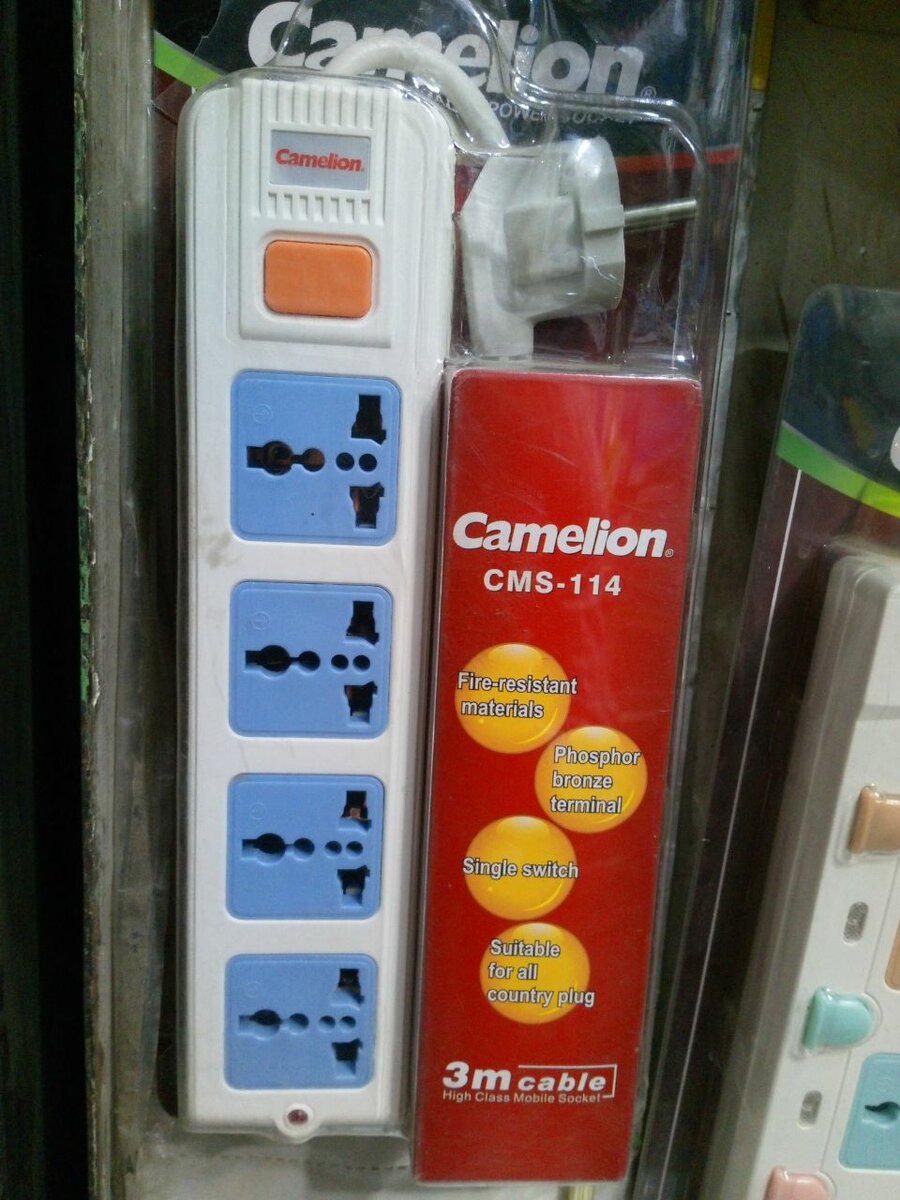 Camelion®
POWER
Camelion®
Camelion®
CMS-114
Fire-resistant
materials
Phosphor
bronze
terminal
Single switch
Suitable
for all
country plug
3m cable
High Class Mobile Socket